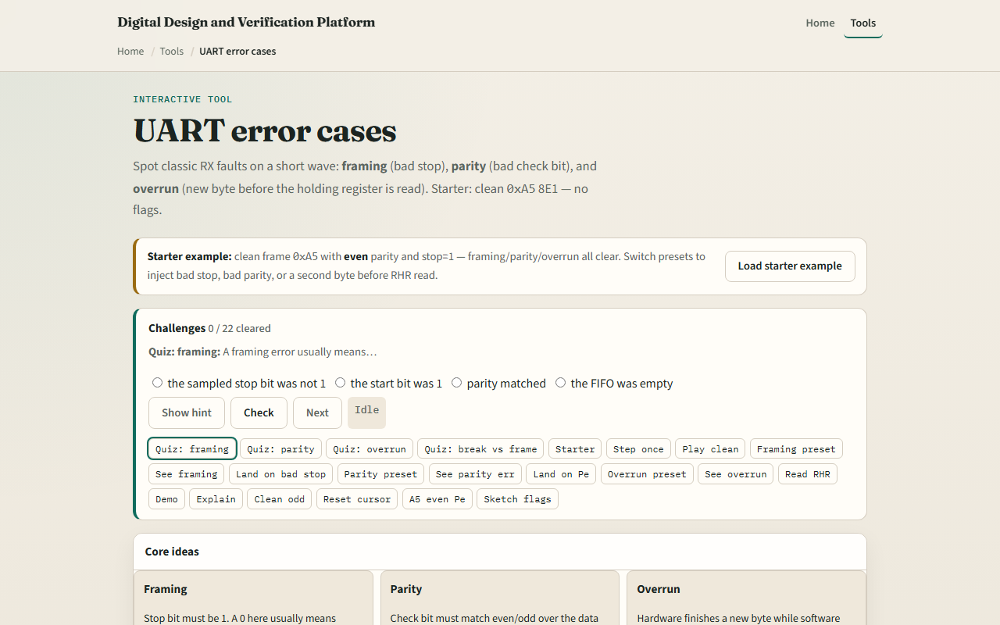 Digital Design and Verification Platform
Home Tools
Home / Tools / UART error cases
INTERACTIVE TOOL
UART error cases
Spot classic RX faults on a short wave: framing (bad stop), parity (bad check bit), and
overrun (new byte before the holding register is read). Starter: clean 0xA5 8E1 — no
flags.
Starter example: clean frame 0xA5 with even parity and stop=1 — framing/parity/overrun all clear. Switch presets to
inject bad stop, bad parity, or a second byte before RHR read.
Load starter example
Challenges 0 / 22 cleared
Quiz: framing: A framing error usually means…
the sampled stop bit was not 1 the start bit was 1 parity matched the FIFO was empty
Show hint Check Next Idle
Quiz: framing Quiz: parity Quiz: overrun Quiz: break vs frame Starter Step once Play clean Framing preset
See framing Land on bad stop Parity preset See parity err Land on Pe Overrun preset See overrun Read RHR
Demo Explain Clean odd Reset cursor A5 even Pe Sketch flags
Core ideas
Framing Parity Overrun
Stop bit must be 1. A 0 here usually means Check bit must match even/odd over the data Hardware finishes a new byte while software